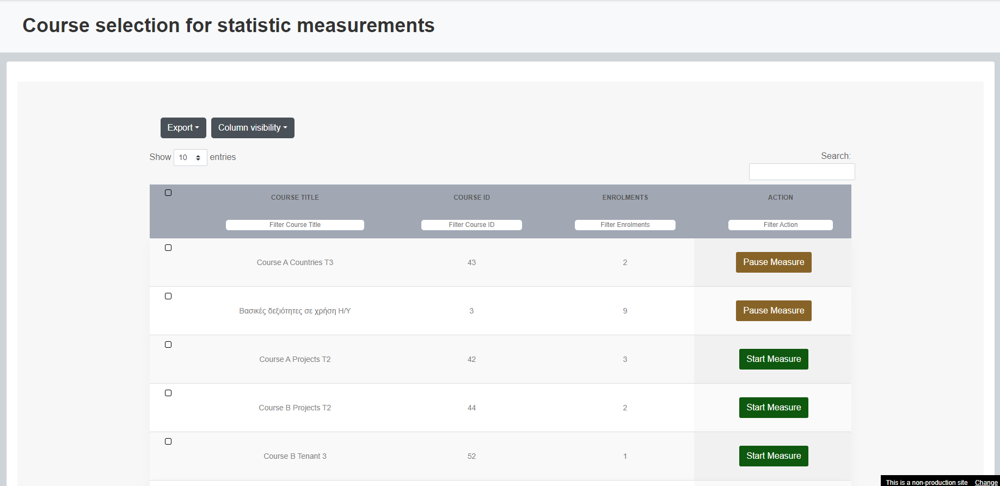 Course selection for statistic measurements
Export
Column visibility
Show 10 entries
Search:
COURSE TITLE COURSE ID ENROLMENTS ACTION
Filter Course Title Filter Course ID Filter Enrolments Filter Action
Course A Countries T3 43 2 Pause Measure
Βασικές δεξιότητες σε χρήση Η/Υ 3 9 Pause Measure
Course A Projects T2 42 3 Start Measure
Course B Projects T2 44 2 Start Measure
Course B Tenant 3 52 1 Start Measure
This is a non-production site Change